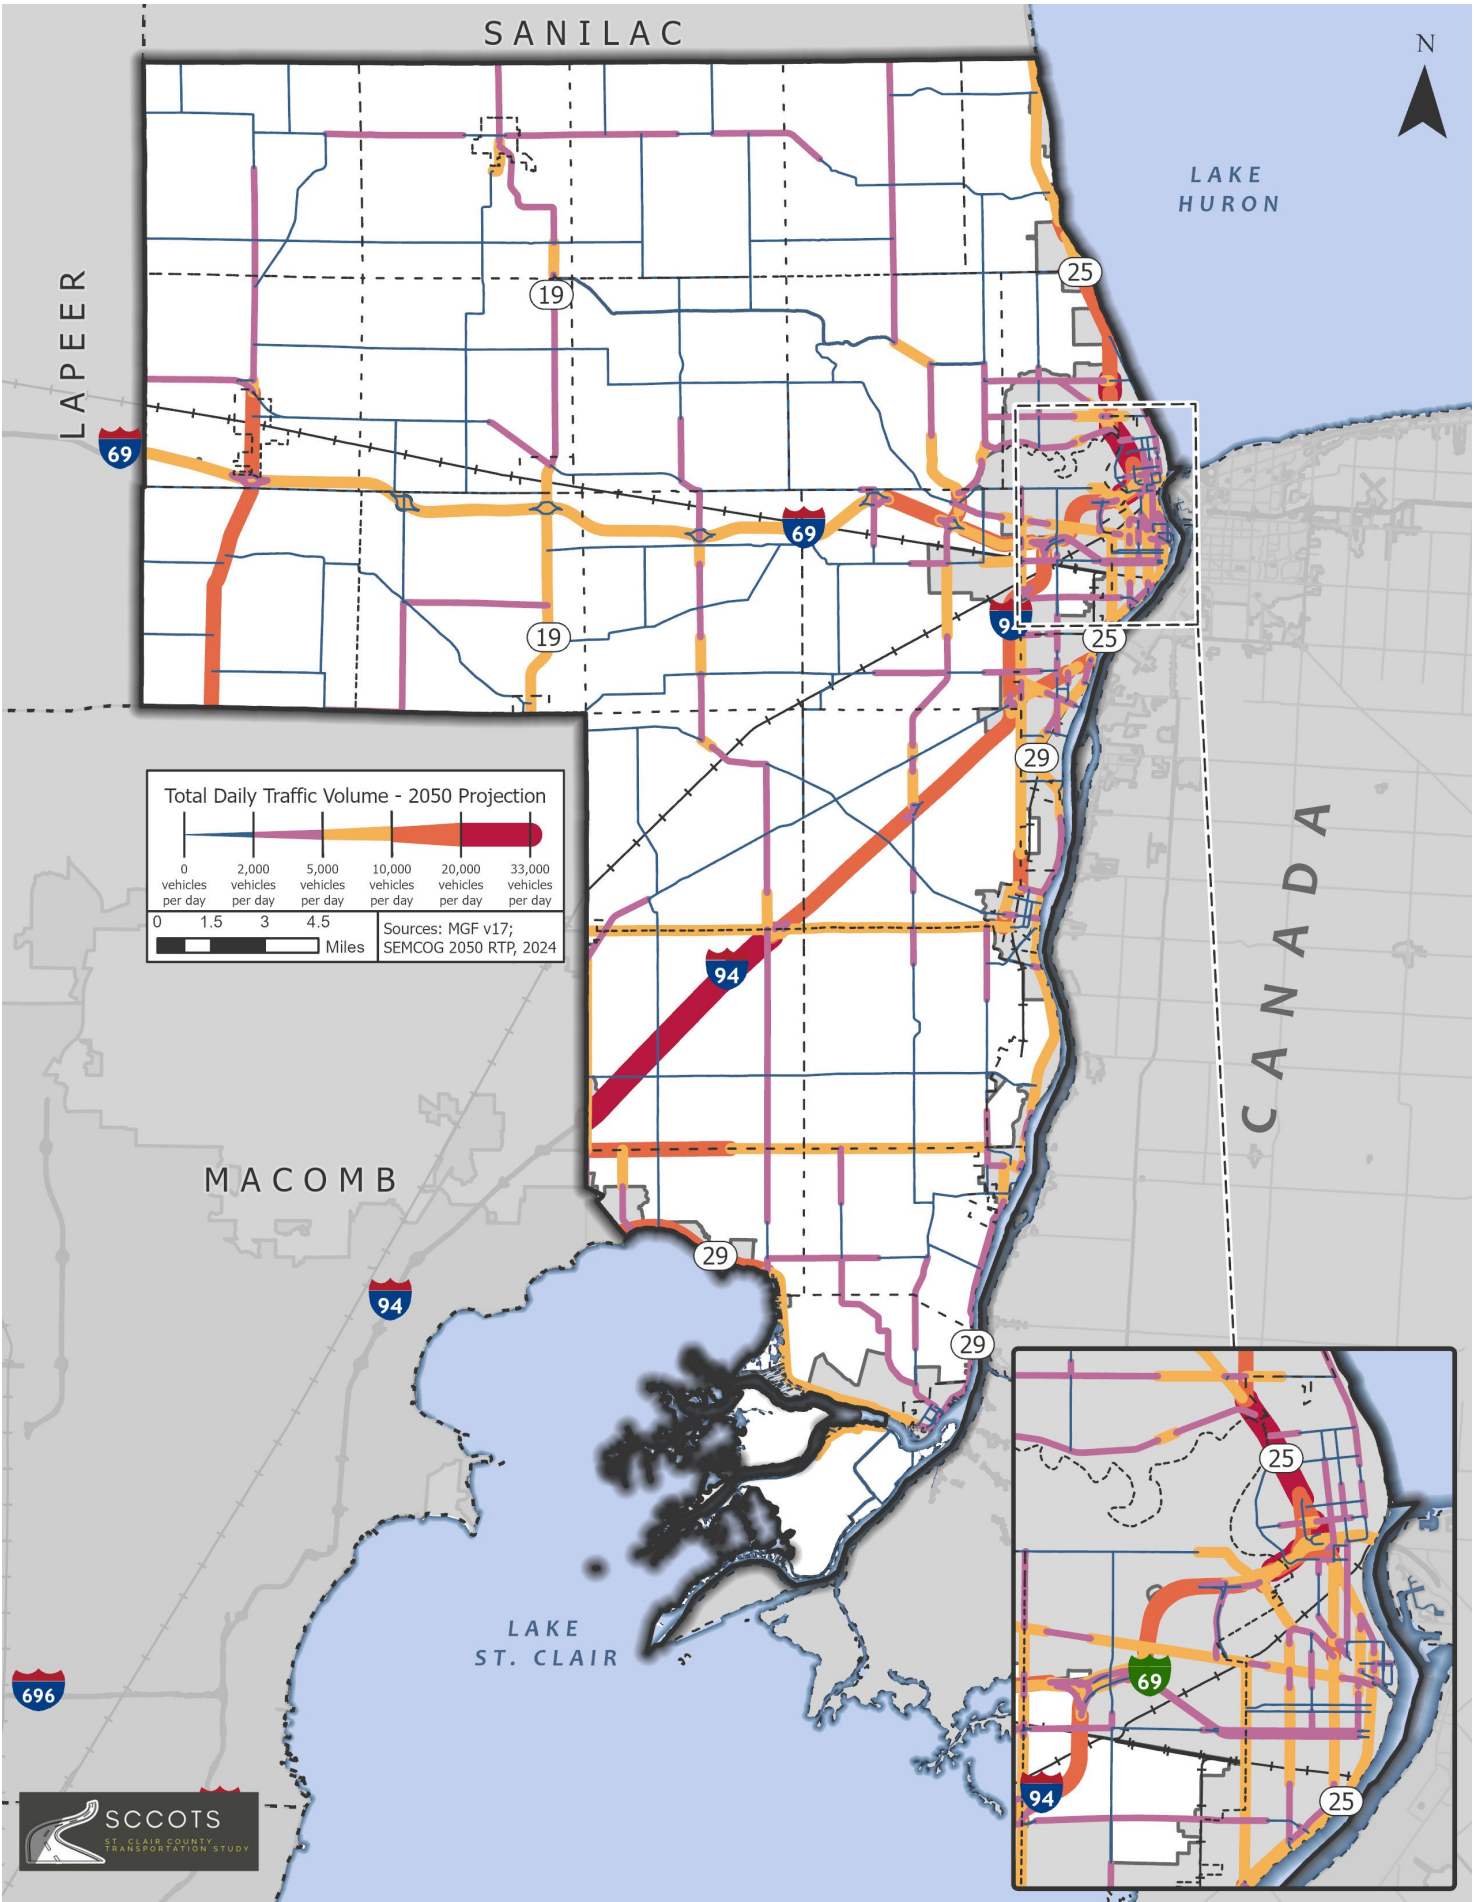 SANILAC
N
LAKE
HURON
LAPEER
25
19
69
69
19
94
25
29
Total Daily Traffic Volume - 2050 Projection
0
vehicles
per day
2,000
vehicles
per day
5,000
vehicles
per day
10,000
vehicles
per day
20,000
vehicles
per day
33,000
vehicles
per day
0 1.5 3 4.5
Miles
Sources: MGF v17;
SEMCOG 2050 RTP, 2024
CANADA
94
MACOMB
29
94
29
25
LAKE
ST. CLAIR
69
696
94
25
SCCOTS
ST. CLAIR COUNTY
TRANSPORTATION STUDY